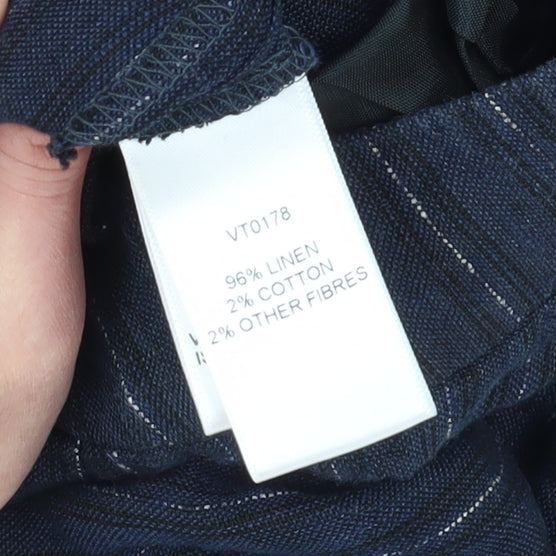 VT0178
96% LINEN
2% COTTON
2% OTHER FIBRES